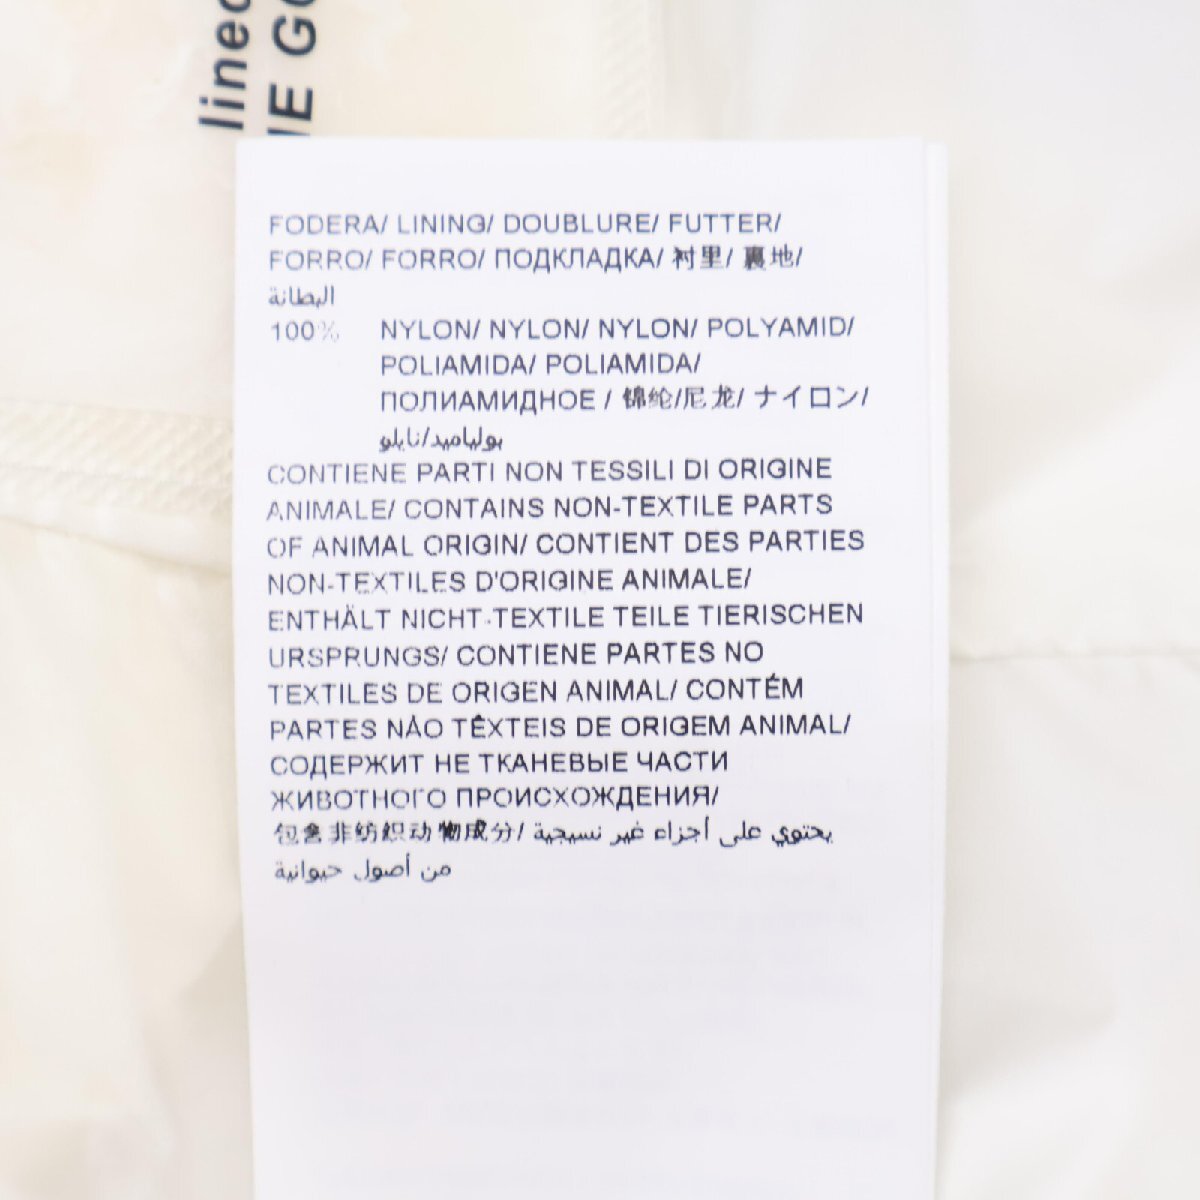 lined
NE GO
FODERA/ LINING/ DOUBLURE/ FUTTER/
FORRO/ FORRO/ ПОДКЛАДКА/ 衬里/ 裏地/
البطانة
100% NYLON/ NYLON/ NYLON/ POLYAMID/
POLIAMIDA/ POLIAMIDA/
ПОЛИАМИДНОЕ / 锦纶/尼龙/ ナイロン/
بولياميد/نايلو
CONTIENE PARTI NON TESSILI DI ORIGINE
ANIMALE/ CONTAINS NON-TEXTILE PARTS
OF ANIMAL ORIGIN/ CONTIENT DES PARTIES
NON-TEXTILES D'ORIGINE ANIMALE/
ENTHÄLT NICHT-TEXTILE TEILE TIERISCHEN
URSPRUNGS/ CONTIENE PARTES NO
TEXTILES DE ORIGEN ANIMAL/ CONTÉM
PARTES NÃO TÊXTEIS DE ORIGEM ANIMAL/
СОДЕРЖИТ НЕ ТКАНЕВЫЕ ЧАСТИ
ЖИВОТНОГО ПРОИСХОЖДЕНИЯ/
包含非纺织动物成分/ يحتوي على أجزاء غير نسيجية
من أصول حيوانية